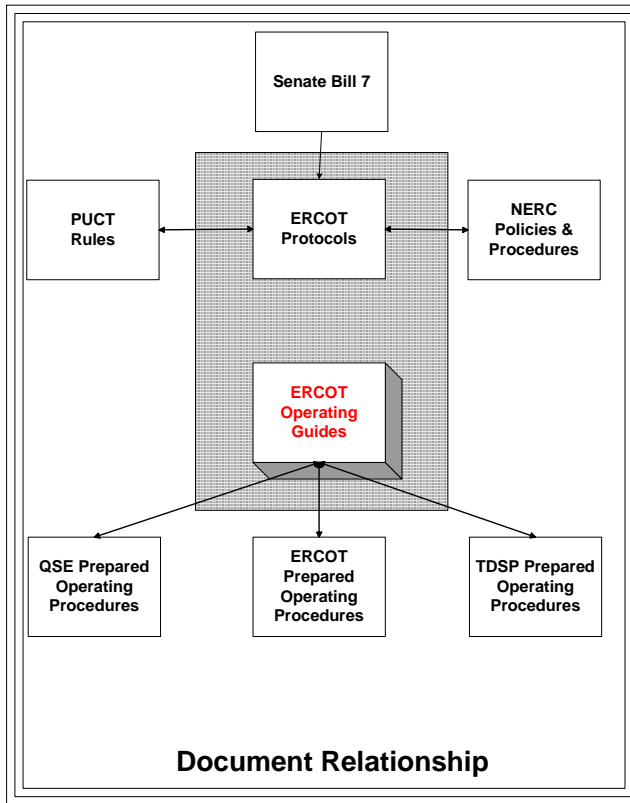 Senate Bill 7
PUCT
Rules
ERCOT
Protocols
NERC
Policies &
Procedures
ERCOT
Operating
Guides
QSE Prepared
Operating
Procedures
ERCOT
Prepared
Operating
Procedures
TDSP Prepared
Operating
Procedures
Document Relationship